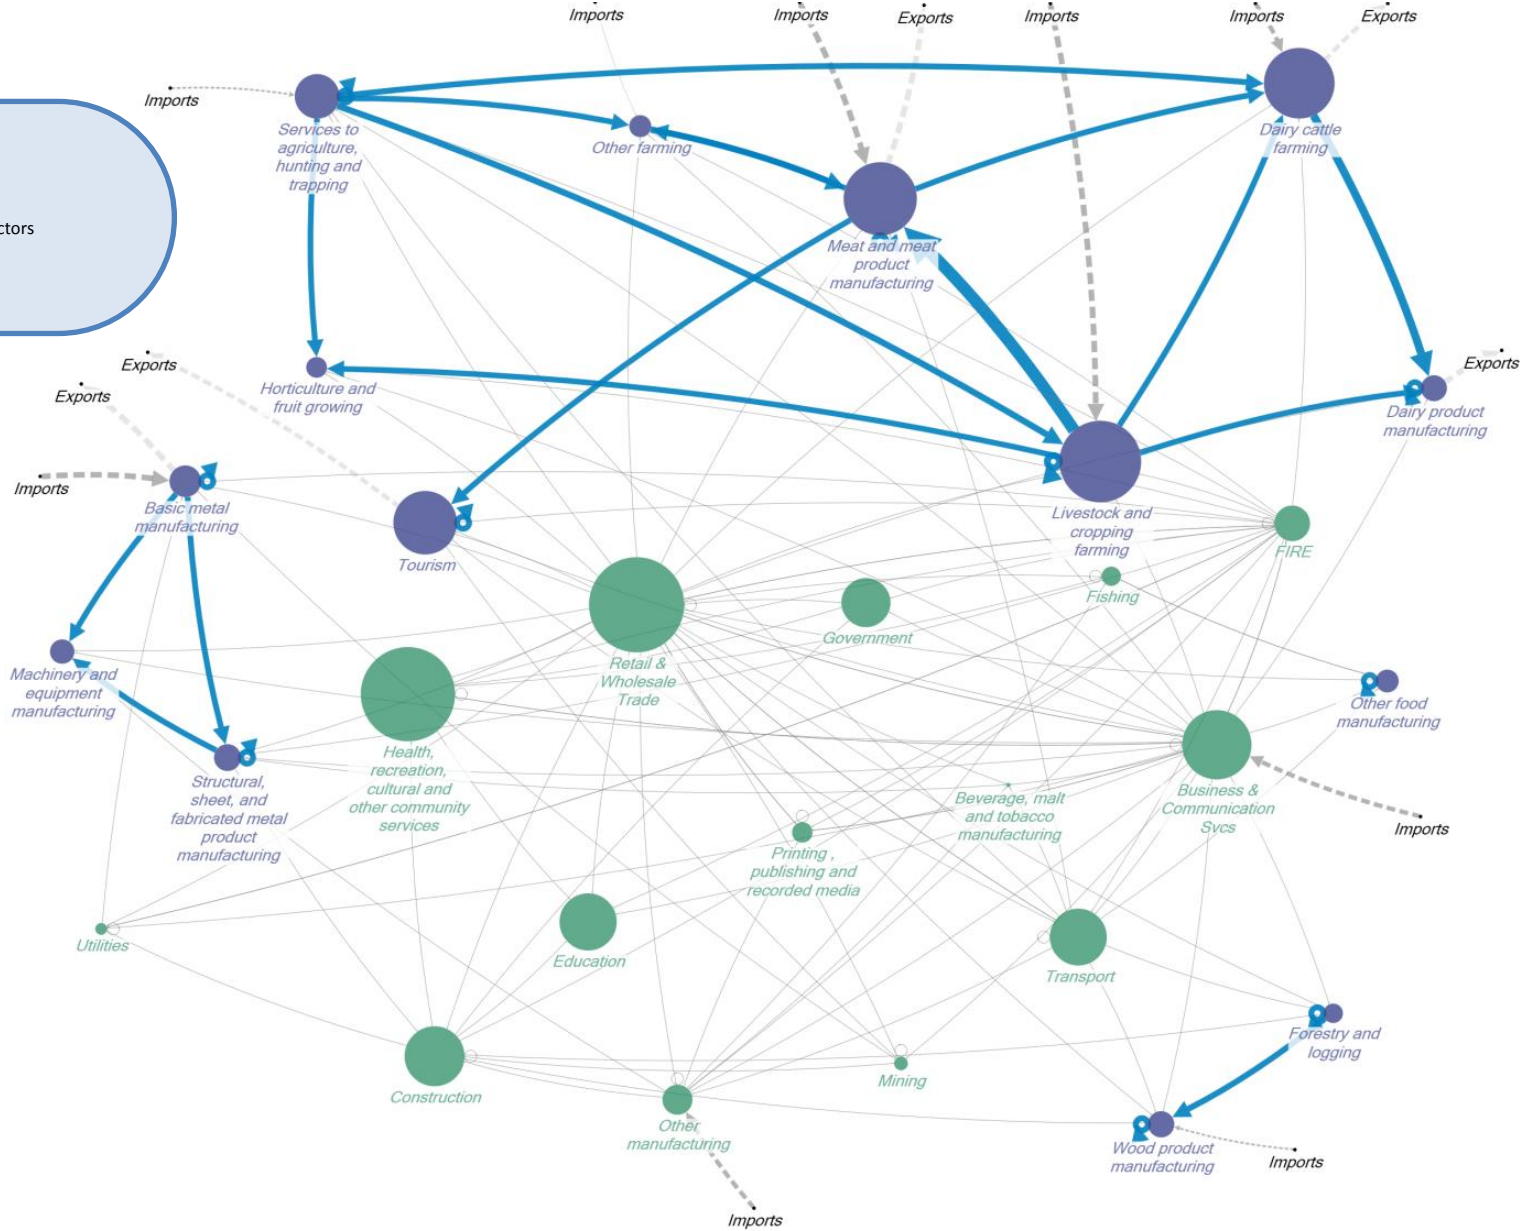 Imports
Imports
Exports
Imports
Imports
Exports
Imports
Services to
agriculture,
hunting and
trapping
Other farming
Dairy cattle
farming
ctors
Meat and meat
product
manufacturing
Exports
Exports
Exports
Horticulture and
fruit growing
Dairy product
manufacturing
Imports
Basic metal
manufacturing
Tourism
Livestock and
cropping
farming
FIRE
Fishing
Government
Machinery and
equipment
manufacturing
Retail &
Wholesale
Trade
Other food
manufacturing
Health,
recreation,
cultural and
other community
services
Structural,
sheet, and
fabricated metal
product
manufacturing
Beverage, malt
and tobacco
manufacturing
Business &
Communication
Svcs
Imports
Printing ,
publishing and
recorded media
Utilities
Education
Transport
Forestry and
logging
Construction
Mining
Other
manufacturing
Wood product
manufacturing
Imports
Imports